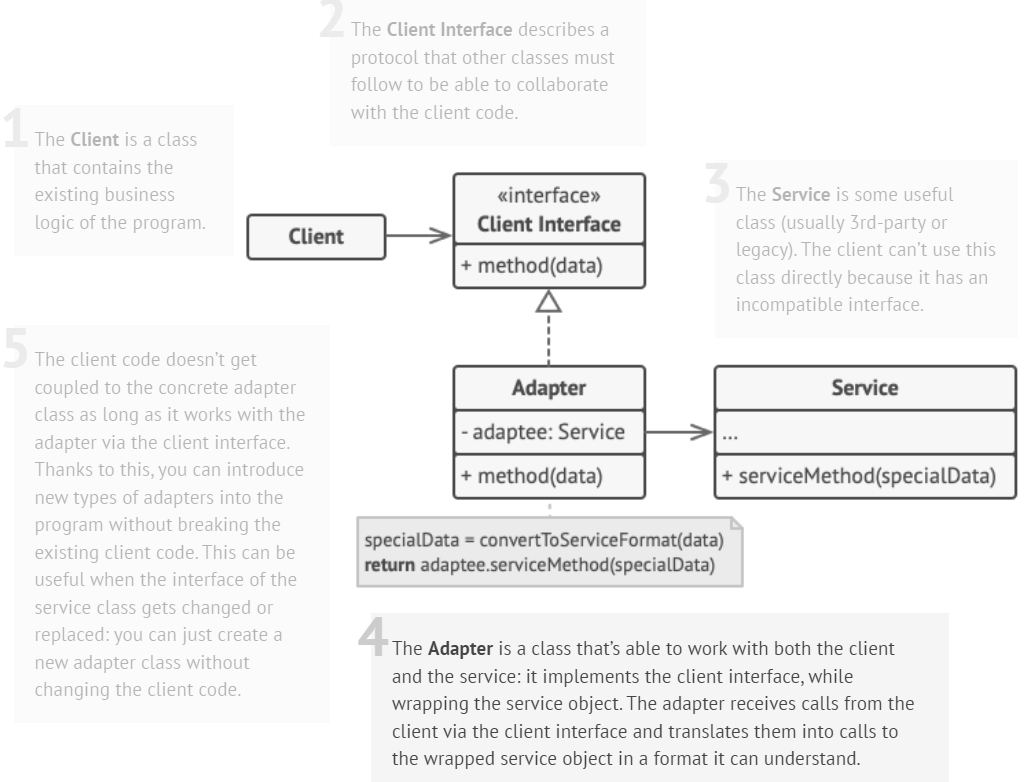 2
The Client Interface describes a
protocol that other classes must
follow to be able to collaborate
with the client code.
1
The Client is a class
that contains the
existing business
logic of the program.
Client
«interface»
Client Interface
+ method(data)
3
The Service is some useful
class (usually 3rd-party or
legacy). The client can’t use this
class directly because it has an
incompatible interface.
5
The client code doesn’t get
coupled to the concrete adapter
class as long as it works with the
adapter via the client interface.
Thanks to this, you can introduce
new types of adapters into the
program without breaking the
existing client code. This can be
useful when the interface of the
service class gets changed or
replaced: you can just create a
new adapter class without
changing the client code.
Adapter
- adaptee: Service
+ method(data)
Service
...
+ serviceMethod(specialData)
specialData = convertToServiceFormat(data)
return adaptee.serviceMethod(specialData)
4
The Adapter is a class that’s able to work with both the client
and the service: it implements the client interface, while
wrapping the service object. The adapter receives calls from the
client via the client interface and translates them into calls to
the wrapped service object in a format it can understand.